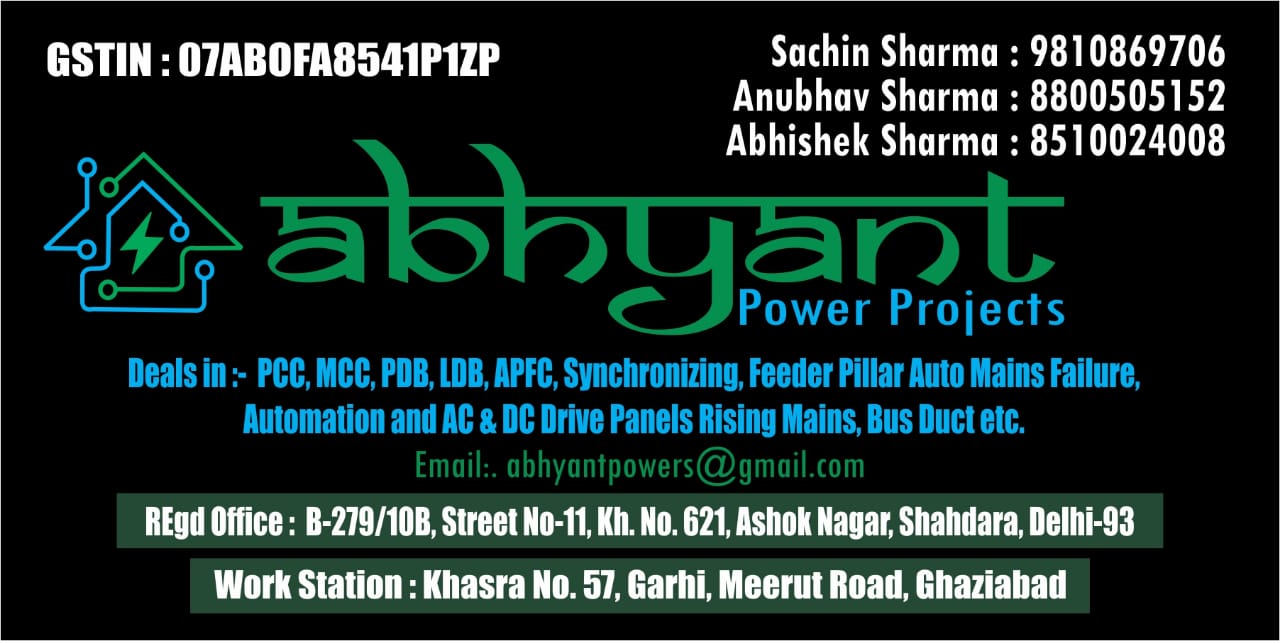 GSTIN : 07ABOFA8541P1ZP
Sachin Sharma : 9810869706
Anubhav Sharma : 8800505152
Abhishek Sharma : 8510024008
abhyant
Power Projects
Deals in :- PCC, MCC, PDB, LDB, APFC, Synchronizing, Feeder Pillar Auto Mains Failure,
Automation and AC & DC Drive Panels Rising Mains, Bus Duct etc.
Email:. abhyantpowers@gmail.com
REgd Office : B-279/10B, Street No-11, Kh. No. 621, Ashok Nagar, Shahdara, Delhi-93
Work Station : Khasra No. 57, Garhi, Meerut Road, Ghaziabad